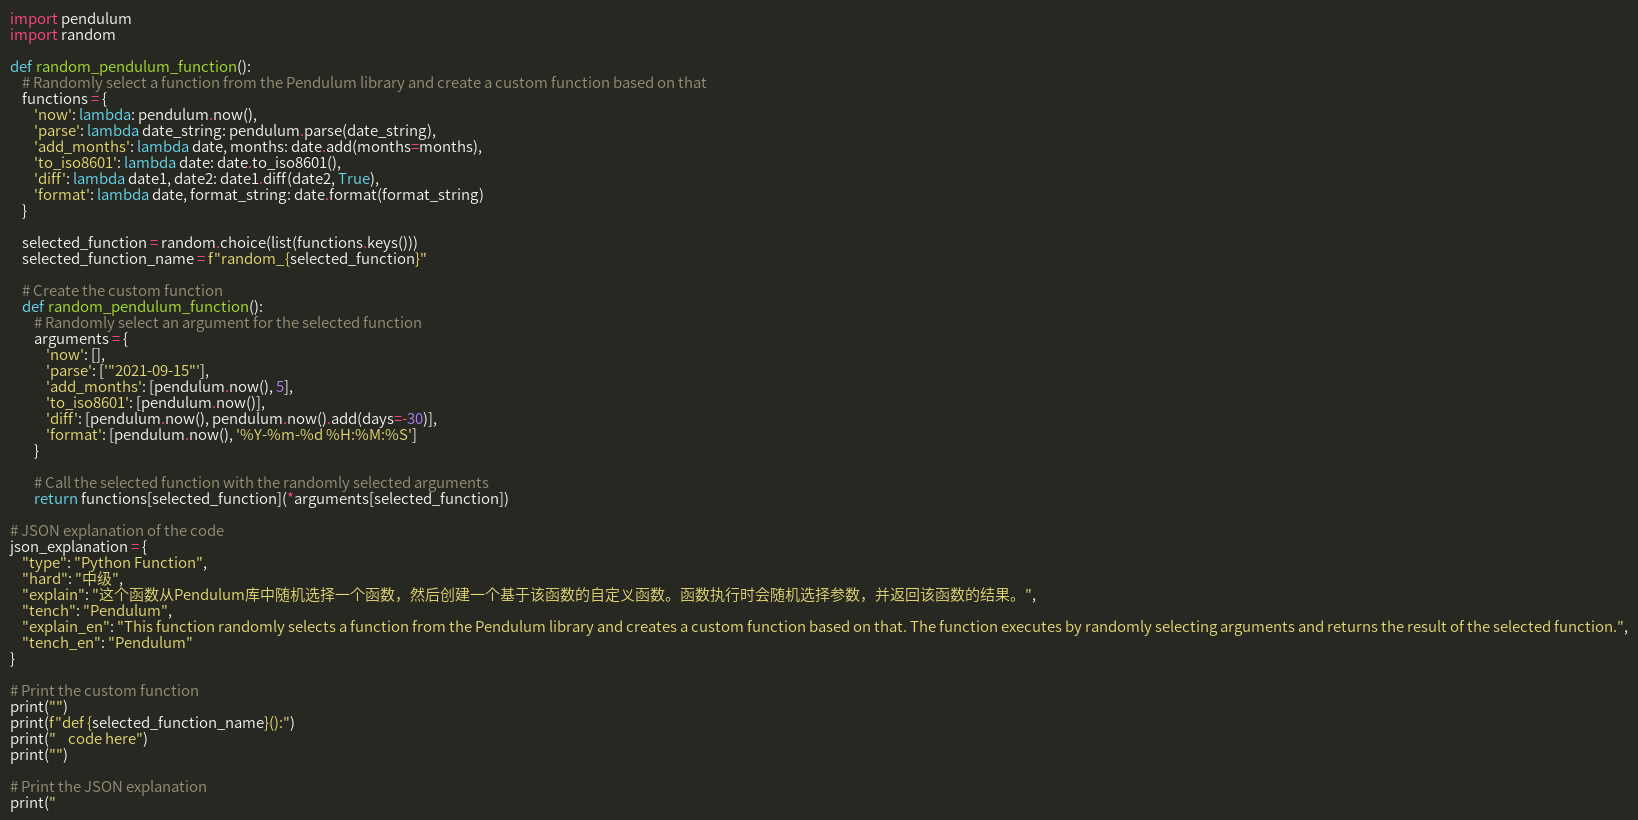 import pendulum
import random

def random_pendulum_function():
    # Randomly select a function from the Pendulum library and create a custom function based on that
    functions = {
        'now': lambda: pendulum.now(),
        'parse': lambda date_string: pendulum.parse(date_string),
        'add_months': lambda date, months: date.add(months=months),
        'to_iso8601': lambda date: date.to_iso8601(),
        'diff': lambda date1, date2: date1.diff(date2, True),
        'format': lambda date, format_string: date.format(format_string)
    }

    selected_function = random.choice(list(functions.keys()))
    selected_function_name = f"random_{selected_function}"

    # Create the custom function
    def random_pendulum_function():
        # Randomly select an argument for the selected function
        arguments = {
            'now': [],
            'parse': ['"2021-09-15"'],
            'add_months': [pendulum.now(), 5],
            'to_iso8601': [pendulum.now()],
            'diff': [pendulum.now(), pendulum.now().add(days=-30)],
            'format': [pendulum.now(), '%Y-%m-%d %H:%M:%S']
        }

        # Call the selected function with the randomly selected arguments
        return functions[selected_function](*arguments[selected_function])

# JSON explanation of the code
json_explanation = {
    "type": "Python Function",
    "hard": "中级",
    "explain": "这个函数从Pendulum库中随机选择一个函数，然后创建一个基于该函数的自定义函数。函数执行时会随机选择参数，并返回该函数的结果。",
    "tench": "Pendulum",
    "explain_en": "This function randomly selects a function from the Pendulum library and creates a custom function based on that. The function executes by randomly selecting arguments and returns the result of the selected function.",
    "tench_en": "Pendulum"
}

# Print the custom function
print("")
print(f"def {selected_function_name}():")
print("    code here")
print("")

# Print the JSON explanation
print("